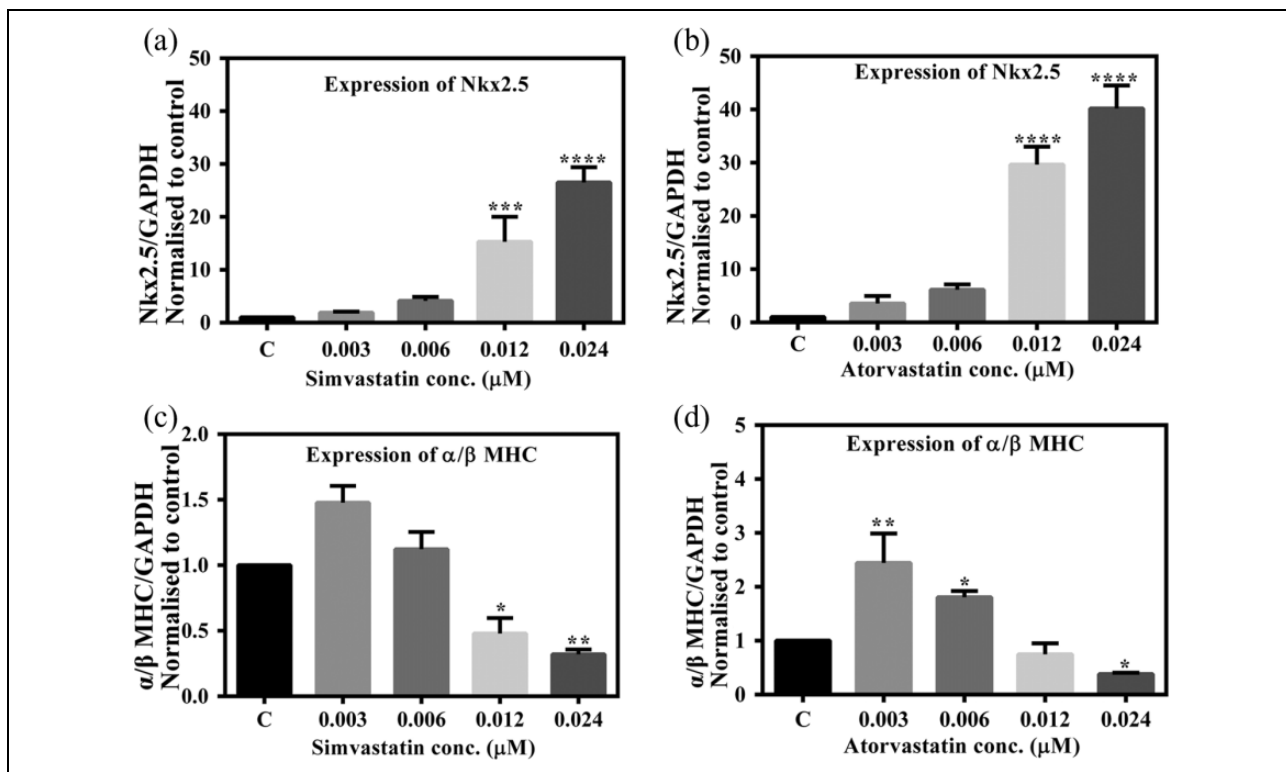 (a)
Expression of Nkx2.5
Nkx2.5/GAPDH
Normalised to control
50
40
30
20
10
0
***
****
C 0.003 0.006 0.012 0.024
Simvastatin conc. (μM)
(b)
Expression of Nkx2.5
Nkx2.5/GAPDH
Normalised to control
50
40
30
20
10
0
****
****
C 0.003 0.006 0.012 0.024
Atorvastatin conc. (μM)
(c)
Expression of α/β MHC
α/β MHC/GAPDH
Normalised to control
2.0
1.5
1.0
0.5
0.0
*
**
C 0.003 0.006 0.012 0.024
Simvastatin conc. (μM)
(d)
Expression of α/β MHC
α/β MHC/GAPDH
Normalised to control
5
4
3
2
1
0
**
*
*
C 0.003 0.006 0.012 0.024
Atorvastatin conc. (μM)